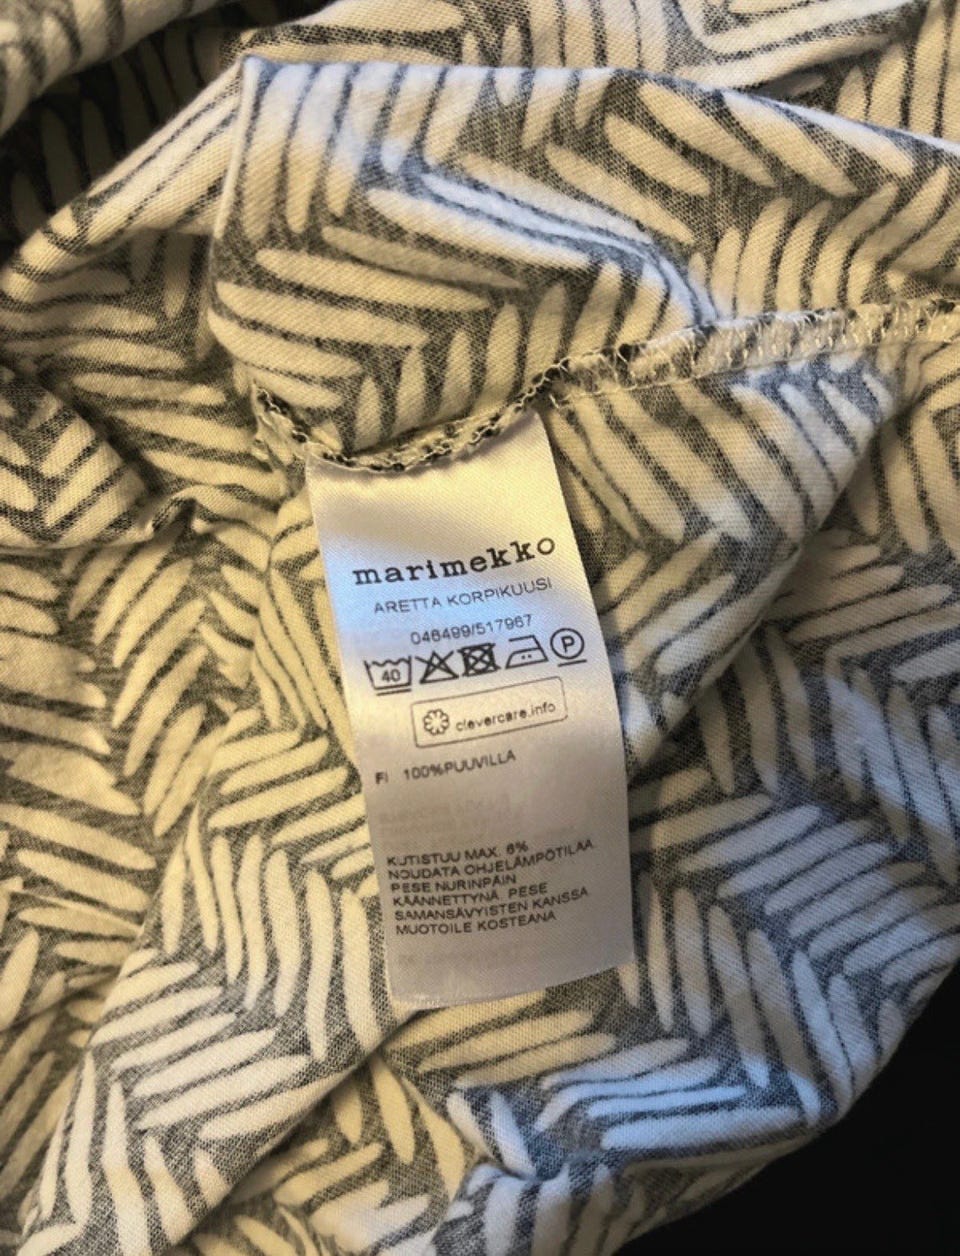 marimekko
ARETTA KORPIKUUSI
046499/517967
40 P
clevercare.info
FI 100%PUUVILLA
KUTISTUU MAX. 6%
NOUDATA OHJELÄMPÖTILAA
PESE NURINPÄIN
KÄÄNNETTYNÄ. PESE
SAMANSÄVYISTEN KANSSA
MUOTOILE KOSTEANA